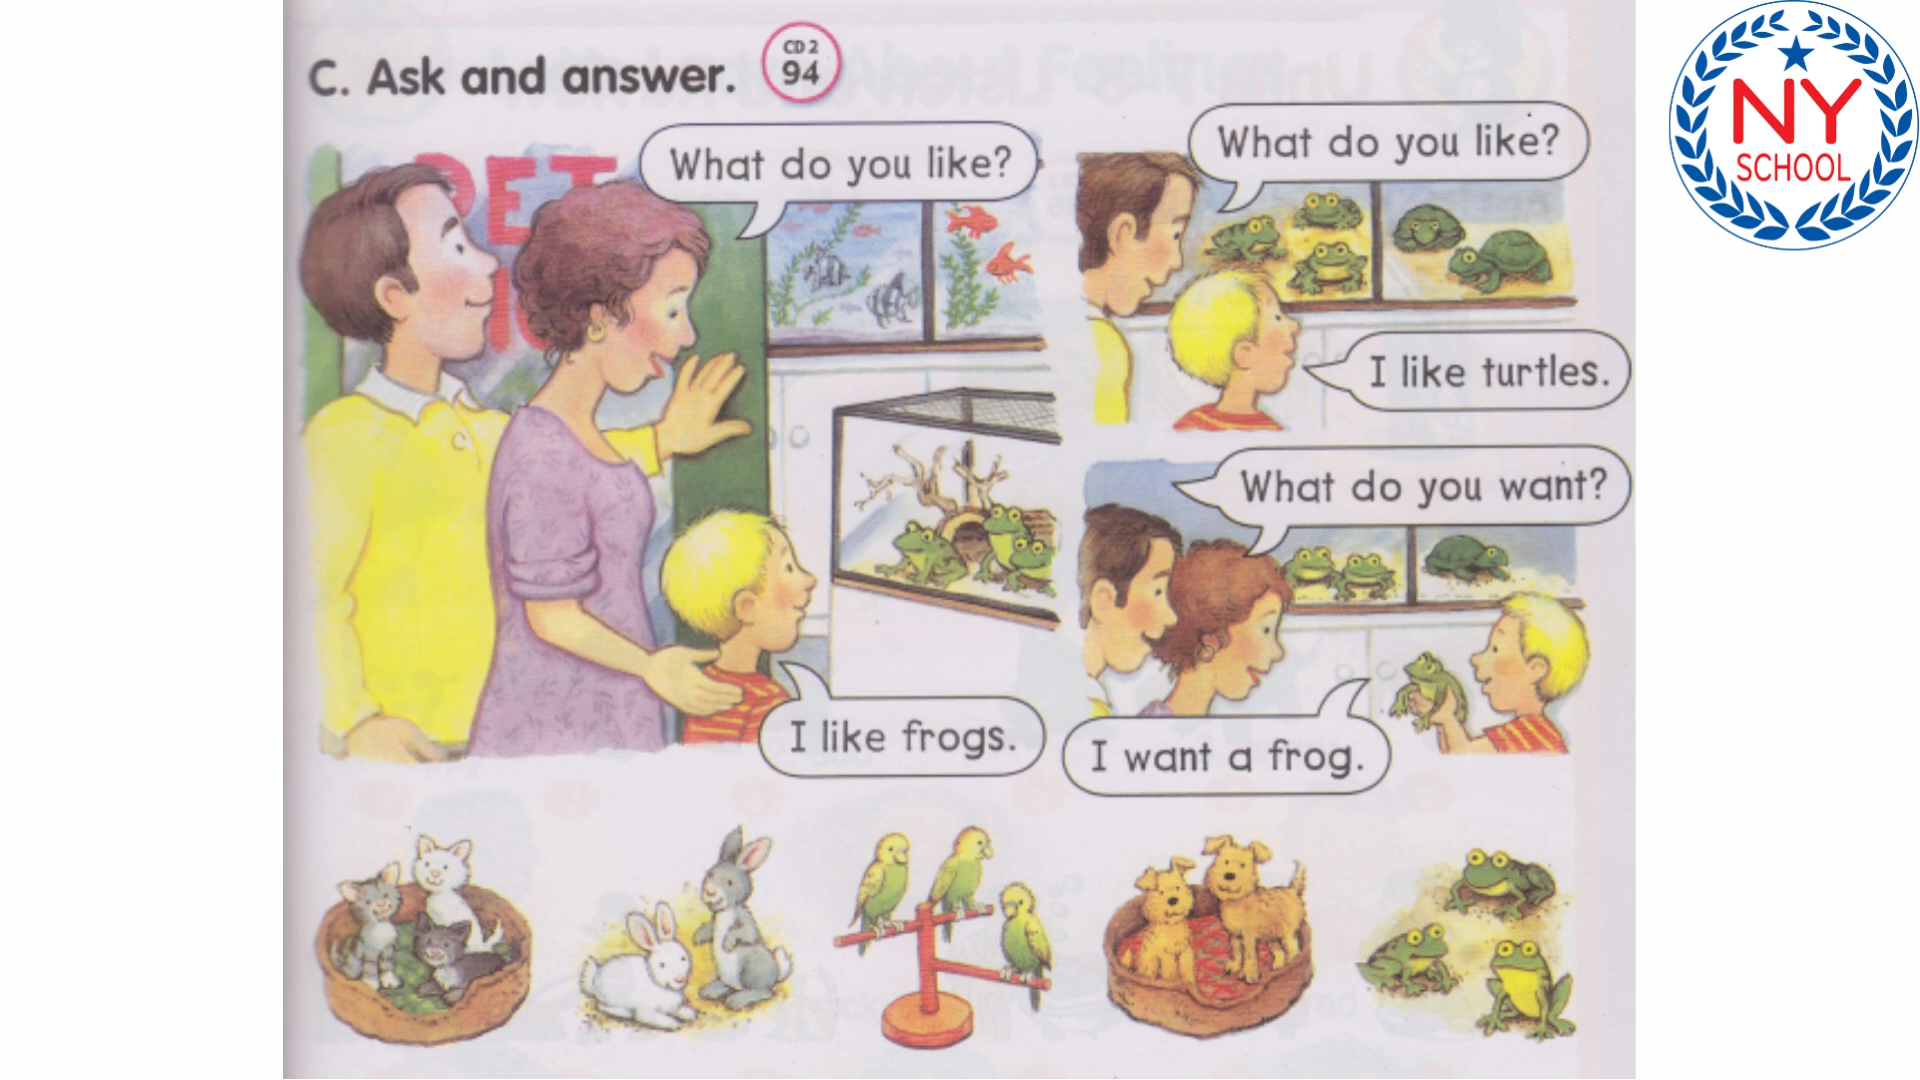 C. Ask and answer.
CD 2
94
PET
What do you like?
I like frogs.
What do you like?
I like turtles.
What do you want?
I want a frog.
NY
SCHOOL